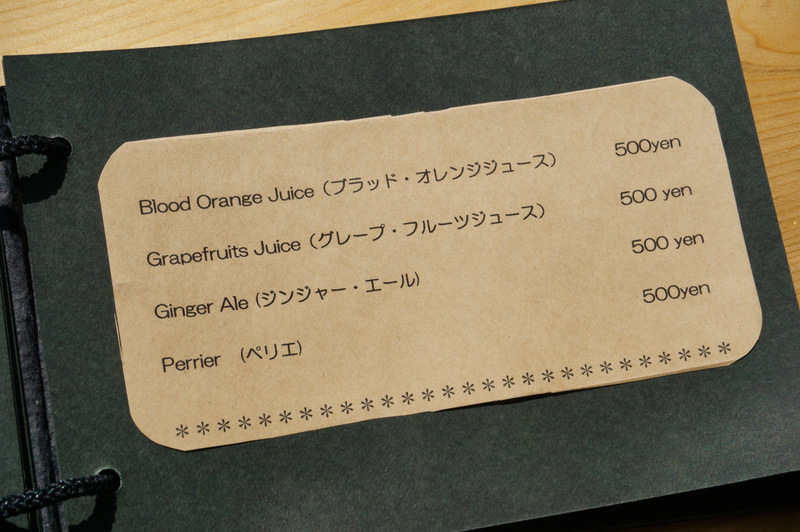 Blood Orange Juice（ブラッド・オレンジジュース） 500yen
Grapefruits Juice（グレープ・フルーツジュース） 500 yen
Ginger Ale (ジンジャー・エール) 500 yen
Perrier (ペリエ) 500yen
＊＊＊＊＊＊＊＊＊＊＊＊＊＊＊＊＊＊＊＊＊＊＊＊＊＊＊